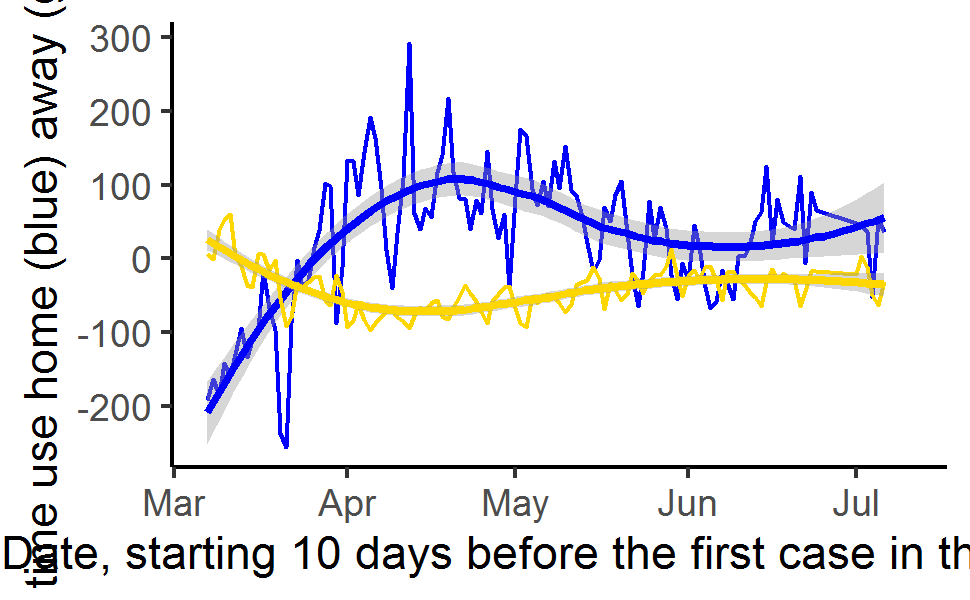 time use home (blue) away (
300
200
100
0
-100
-200
Mar Apr May Jun Jul
Date, starting 10 days before the first case in th